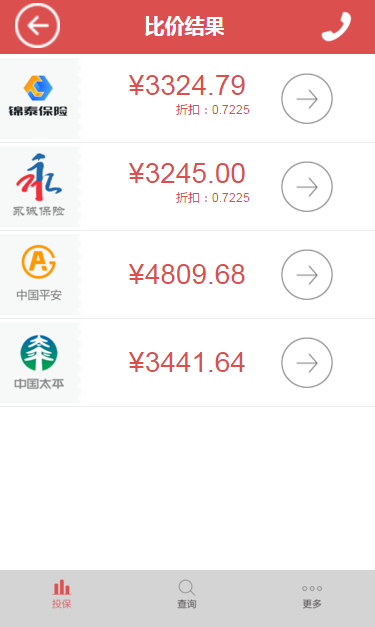 比价结果
锦泰保险
¥3324.79
折扣：0.7225
永诚保险
¥3245.00
折扣：0.7225
中国平安
¥4809.68
中国太平
¥3441.64
投保
查询
更多